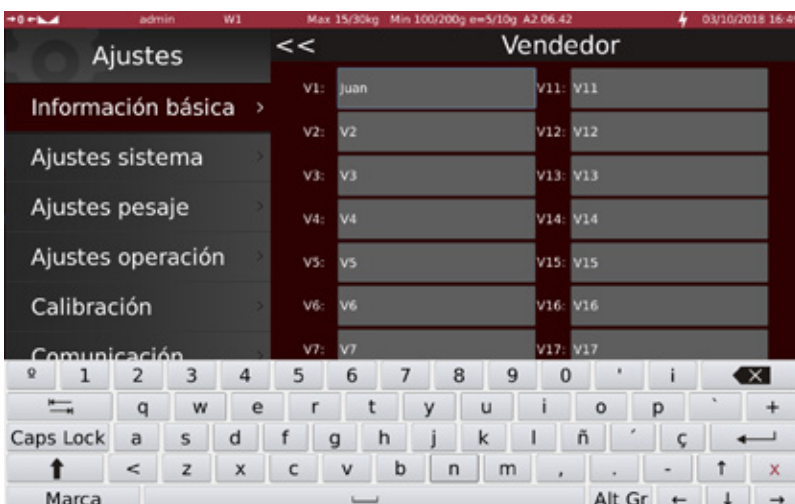 →0← admin W1 Max 15/30kg Min 100/200g e=5/10g A2.06.42 03/10/2018 16:49
Ajustes
Información básica >
Ajustes sistema >
Ajustes pesaje >
Ajustes operación >
Calibración >
Comunicación
<< Vendedor
V1: Juan V11: V11
V2: V2 V12: V12
V3: V3 V13: V13
V4: V4 V14: V14
V5: V5 V15: V15
V6: V6 V16: V16
V7: V7 V17: V17
º 1 2 3 4 5 6 7 8 9 0 ' ¡
q w e r t y u i o p ` +
Caps Lock a s d f g h j k l ñ ´ ç
< z x c v b n m , . - ↑ x
Marca Alt Gr ← ↓ →